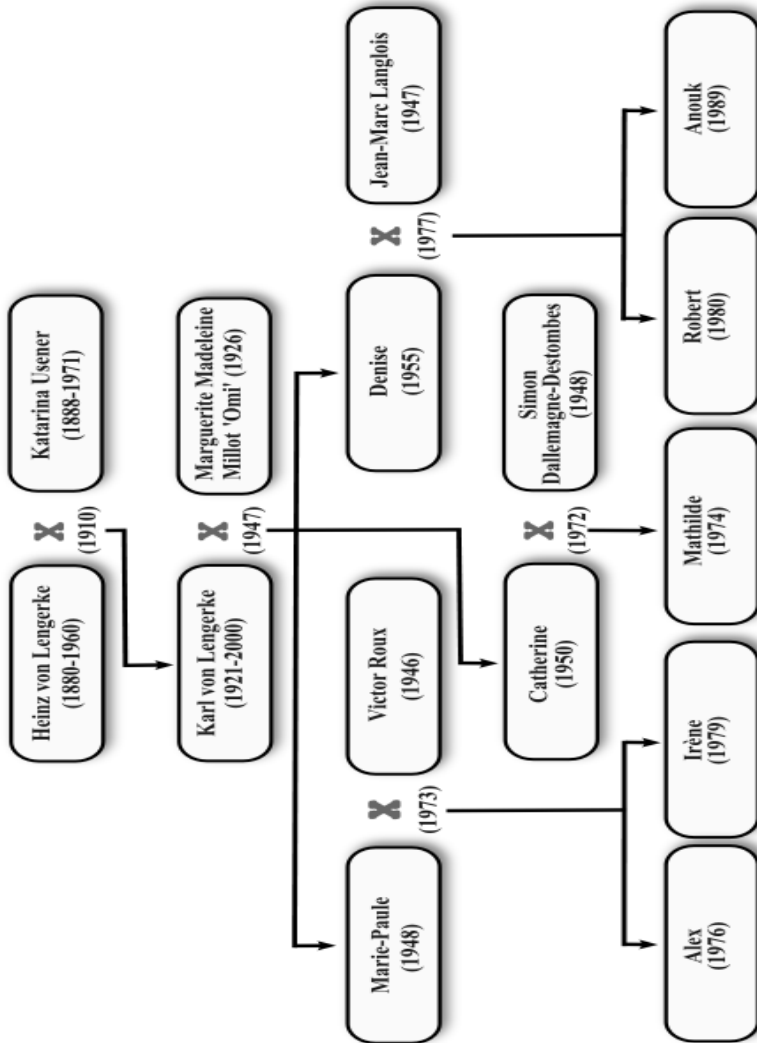 Heinz von Lengerke
(1880-1960)
(1910)
Katarina Usener
(1888-1971)
Karl von Lengerke
(1921-2000)
(1947)
Marguerite Madeleine
Millot 'Omi' (1926)
Marie-Paule
(1948)
(1973)
Victor Roux
(1946)
Denise
(1955)
(1977)
Jean-Marc Langlois
(1947)
Catherine
(1950)
(1972)
Simon
Dallemagne-Destombes
(1948)
Alex
(1976)
Irène
(1979)
Mathilde
(1974)
Robert
(1980)
Anouk
(1989)